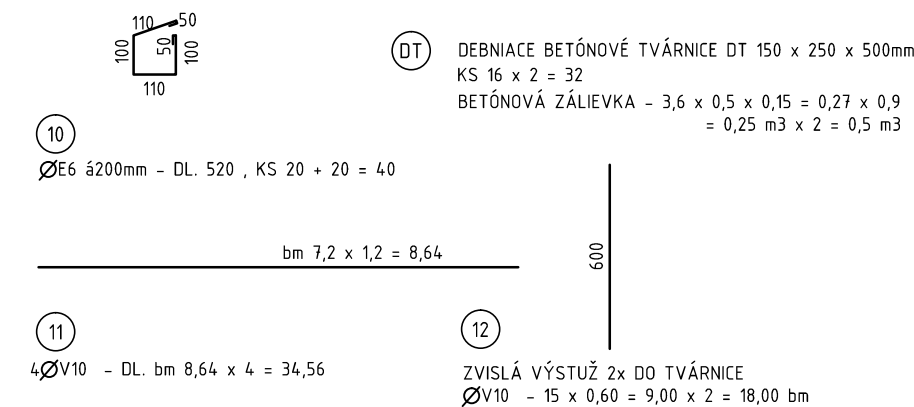 110
50
100
50
100
110
10
ØE6 á200mm - DL. 520 , KS 20 + 20 = 40
DT
DEBNIACE BETÓNOVÉ TVÁRNICE DT 150 x 250 x 500mm
KS 16 x 2 = 32
BETÓNOVÁ ZÁLIEVKA - 3,6 x 0,5 x 0,15 = 0,27 x 0,9
= 0,25 m3 x 2 = 0,5 m3
bm 7,2 x 1,2 = 8,64
11
4ØV10 - DL. bm 8,64 x 4 = 34,56
600
12
ZVISLÁ VÝSTUŽ 2x DO TVÁRNICE
ØV10 - 15 x 0,60 = 9,00 x 2 = 18,00 bm